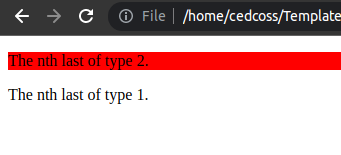 File /home/cedcoss/Template
The nth last of type 2.
The nth last of type 1.